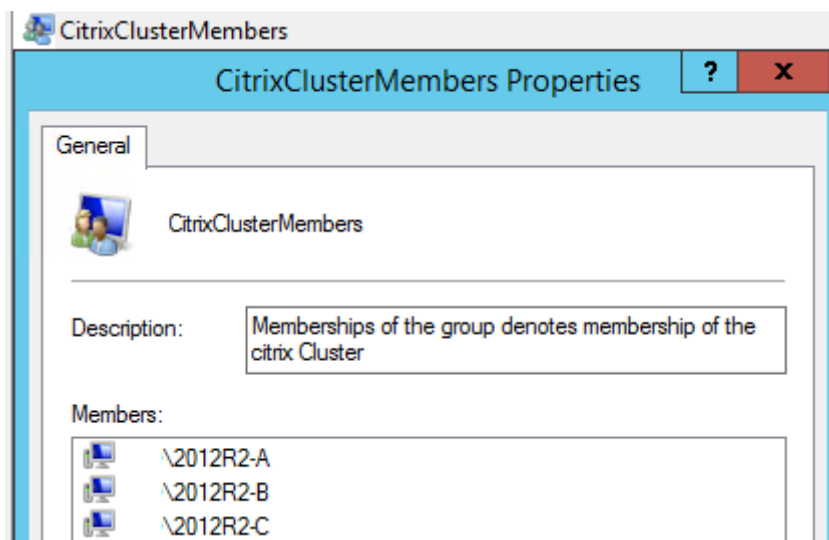 CitrixClusterMembers
CitrixClusterMembers Properties
?
x
General
CitrixClusterMembers
Description:
Memberships of the group denotes membership of the
citrix Cluster
Members:
\2012R2-A
\2012R2-B
\2012R2-C